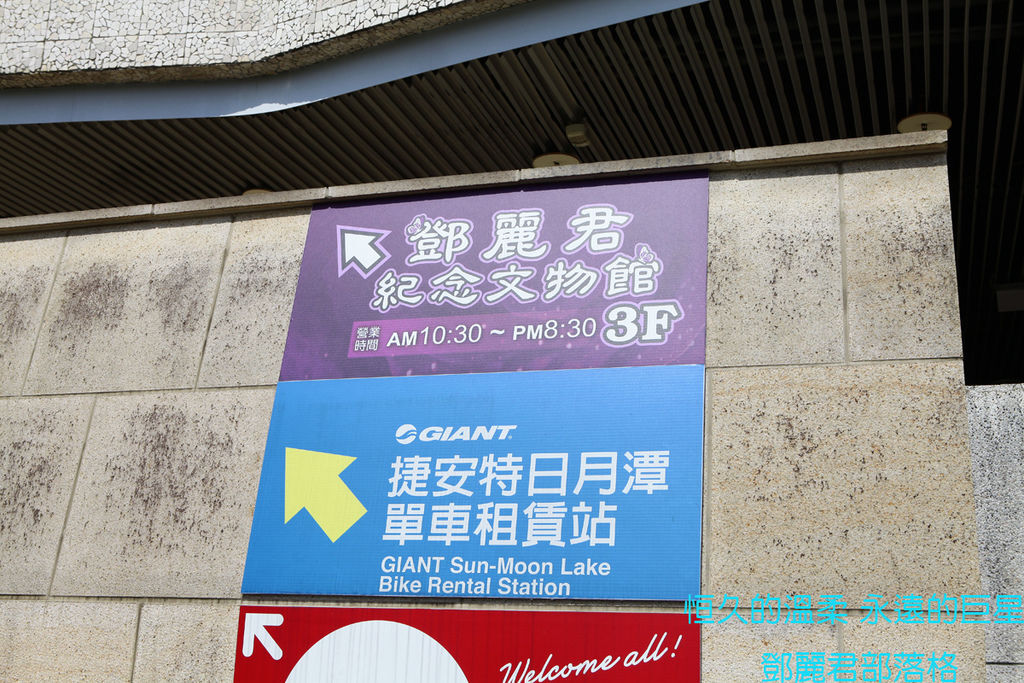 鄧麗君
紀念文物館
營業時間 AM10:30 ~ PM8:30 3F
GIANT
捷安特日月潭
單車租賃站
GIANT Sun-Moon Lake
Bike Rental Station
Welcome all!
恒久的溫柔 永遠的巨星
鄧麗君部落格